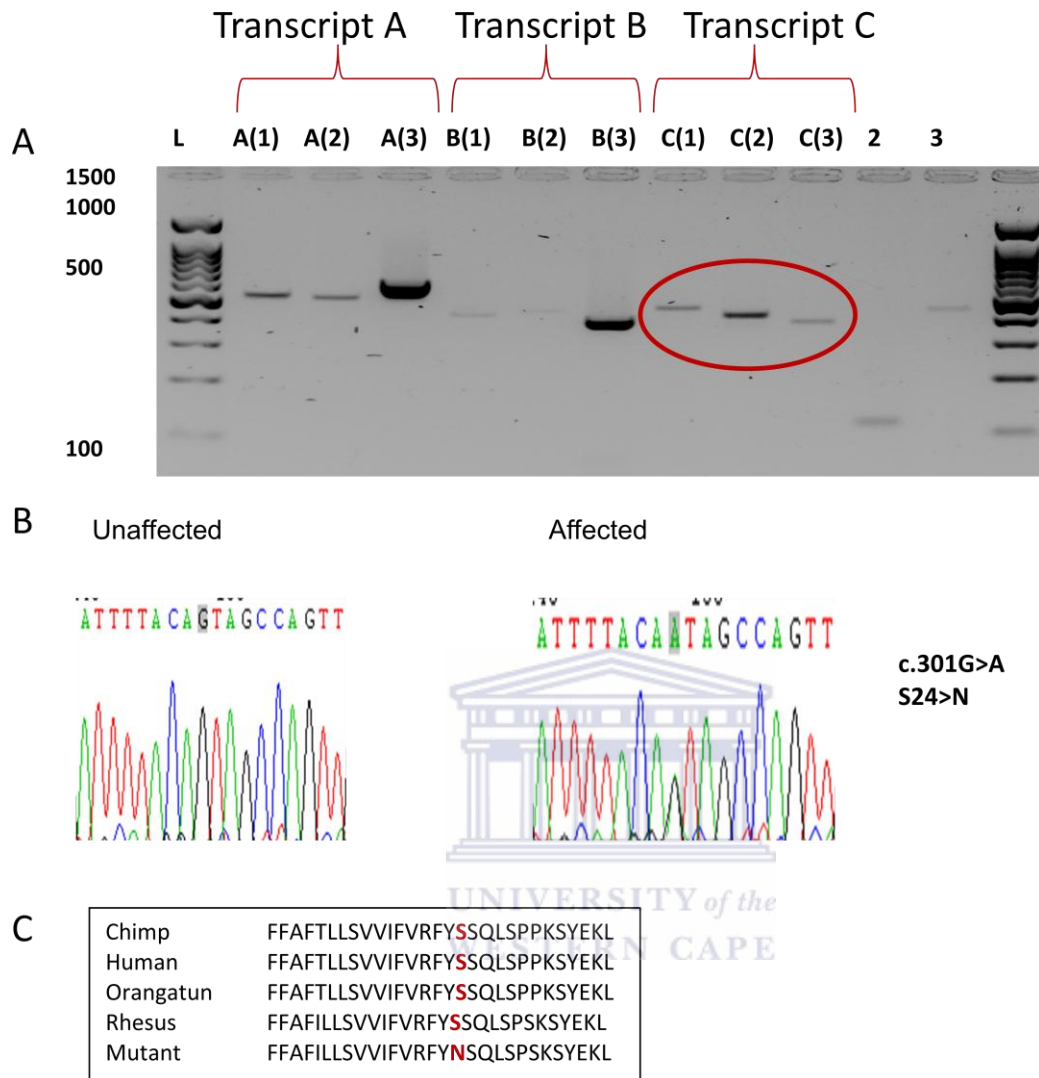 Transcript A Transcript B Transcript C
A L A(1) A(2) A(3) B(1) B(2) B(3) C(1) C(2) C(3) 2 3
1500
1000
500
100
B Unaffected Affected
ATTTTACAGTAGCCAGTT
ATTTTACAATAGCCAGTT
c.301G>A
S24>N
UNIVERSITY of the
WESTERN CAPE
C
Chimp FFAFTLLSVVIFVRFYSSQLSPPKSYEKL
Human FFAFTLLSVVIFVRFYSSQLSPPKSYEKL
Orangatun FFAFTLLSVVIFVRFYSSQLSPPKSYEKL
Rhesus FFAFILLSVVIFVRFYSSQLSPSKSYEKL
Mutant FFAFILLSVVIFVRFYNSQLSPSKSYEKL